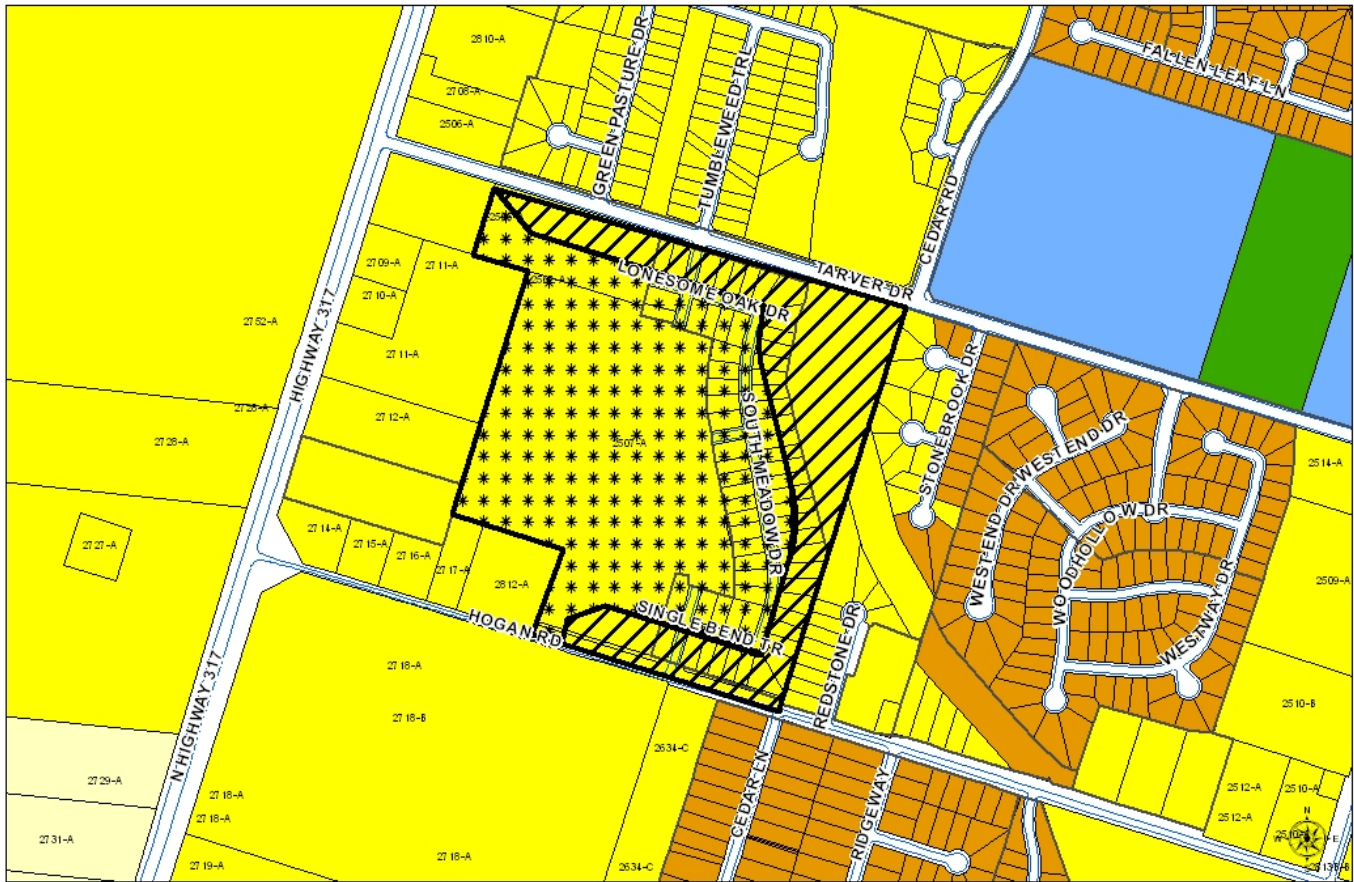 2810-A
2708-A
2506-A
GREEN PASTURE DR
TUMBLEWEED TRL
FALLEN LEAF LN
CEDAR RD
2709-A
2711-A
2710-A
2711-A
2752-A
2712-A
N HIGHWAY 317
2728-A
2728-A
2727-A
LONESOME OAK DR
TARVER DR
2507-A
SOUTH MEADOW DR
STONEBROOK DR
WEST END DR
WEST END DR
WOODHOLLOW DR
WESTWAY DR
2514-A
2509-A
2714-A
2715-A
2716-A
2717-A
2812-A
HOGAN RD
SINGLE BEND TR
REDSTONE DR
2718-A
2718-B
2634-C
2510-B
2729-A
2731-A
2718-A
2718-A
2719-A
2718-A
2634-C
CEDAR LN
RIDGEWAY
2512-A
2510-A
2512-A
N
E
S
HIGHWAY 317